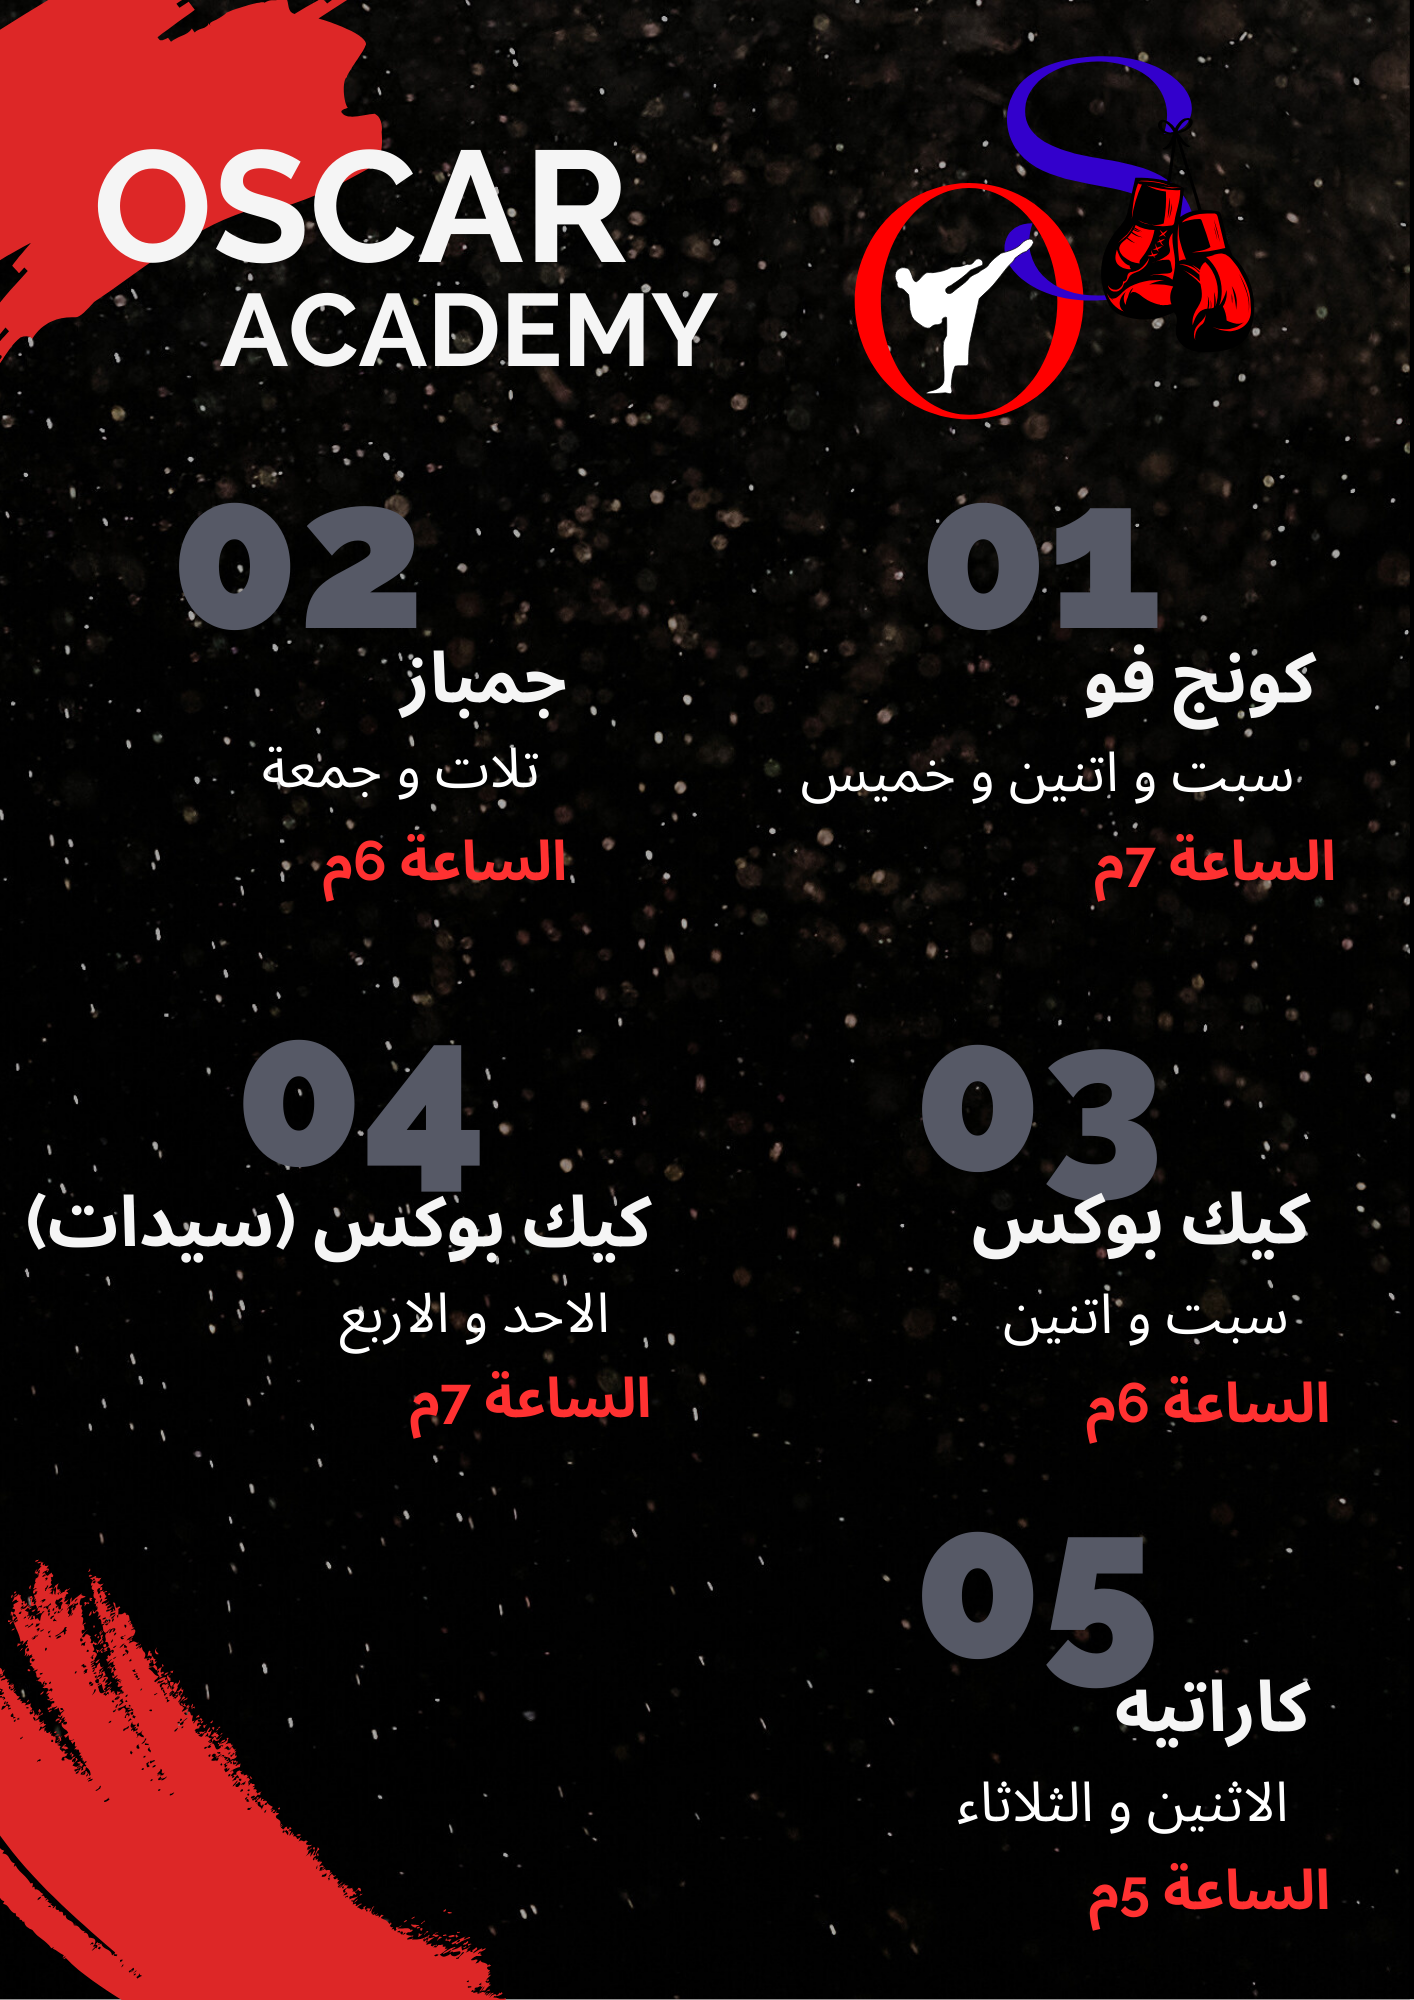 OSCAR
ACADEMY
01
كونج فو
سبت و اتنين و خميس
الساعة 7م
02
جمباز
تلات و جمعة
الساعة 6م
03
كيك بوكس
سبت و اتنين
الساعة 6م
04
كيك بوكس (سيدات)
الاحد و الاربع
الساعة 7م
05
كاراتيه
الاثنين و الثلاثاء
الساعة 5م